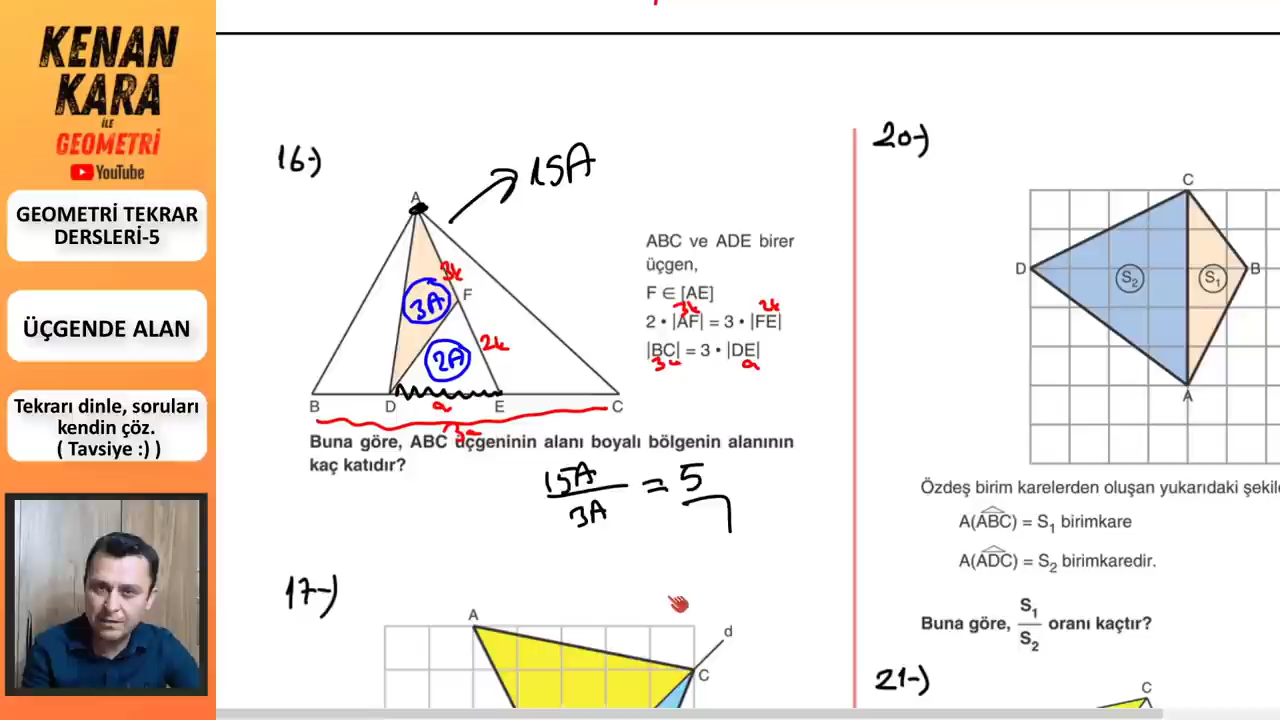 KENAN
KARA
İLE
GEOMETRİ
YouTube
GEOMETRİ TEKRAR
DERSLERİ-5
ÜÇGENDE ALAN
Tekrarı dinle, soruları
kendin çöz.
( Tavsiye :) )
16-)
15A
A
3k
F
3A
2k
2A
B
D
a
E
C
3a
ABC ve ADE birer
üçgen,
F ∈ [AE]
3k 2k
2 • |AF| = 3 • |FE|
|BC| = 3 • |DE|
3a a
Buna göre, ABC üçgeninin alanı boyalı bölgenin alanının
kaç katıdır?
15A
3A
= 5
17-)
A
d
C
20-)
C
D
S2
S1
B
A
Özdeş birim karelerden oluşan yukarıdaki şekil
A(ABC) = S1 birimkare
A(ADC) = S2 birimkaredir.
Buna göre, S1/S2 oranı kaçtır?
21-)
C